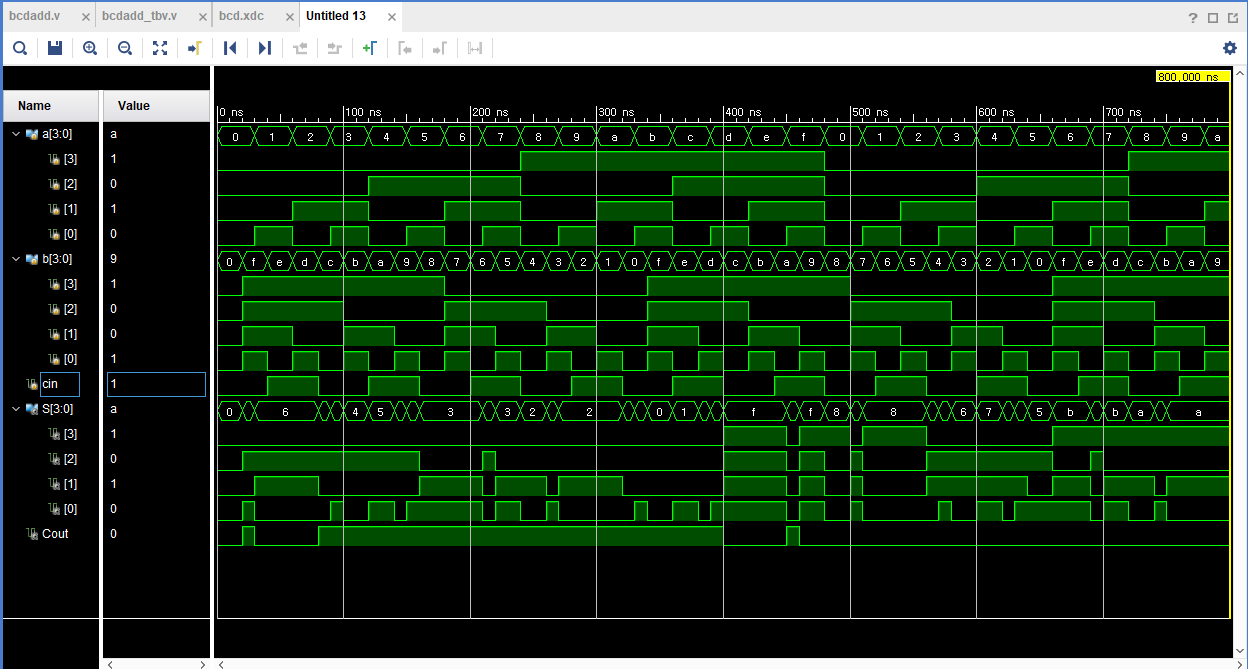 bcdadd.v × bcdadd_tbv.v × bcd.xdc × Untitled 13 ×
800,000 ns
Name Value
0 ns 100 ns 200 ns 300 ns 400 ns 500 ns 600 ns 700 ns
a[3:0] a 0 1 2 3 4 5 6 7 8 9 a b c d e f 0 1 2 3 4 5 6 7 8 9 a
[3] 1
[2] 0
[1] 1
[0] 0
b[3:0] 9 0 f e d c b a 9 8 7 6 5 4 3 2 1 0 f e d c b a 9 8 7 6 5 4 3 2 1 0 f e d c b a 9
[3] 1
[2] 0
[1] 0
[0] 1
cin 1
S[3:0] a 0 6 4 5 3 3 2 2 0 1 f f 8 8 6 7 5 b b a a
[3] 1
[2] 0
[1] 1
[0] 0
Cout 0